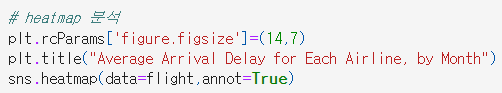 # heatmap 분석
plt.rcParams['figure.figsize']=(14,7)
plt.title("Average Arrival Delay for Each Airline, by Month")
sns.heatmap(data=flight,annot=True)